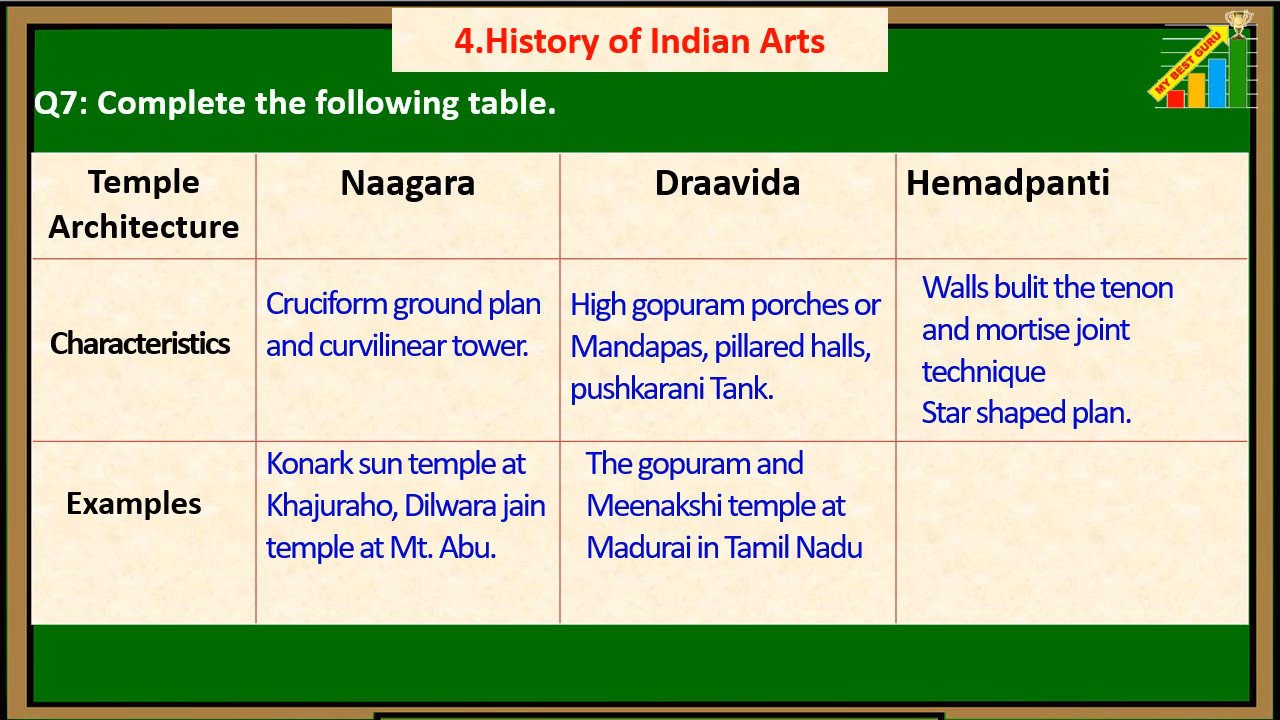 4.History of Indian Arts
MY BEST GURU
Q7: Complete the following table.
Temple
Architecture
Naagara
Draavida
Hemadpanti
Characteristics
Cruciform ground plan
and curvilinear tower.
High gopuram porches or
Mandapas, pillared halls,
pushkarani Tank.
Walls bulit the tenon
and mortise joint
technique
Star shaped plan.
Examples
Konark sun temple at
Khajuraho, Dilwara jain
temple at Mt. Abu.
The gopuram and
Meenakshi temple at
Madurai in Tamil Nadu